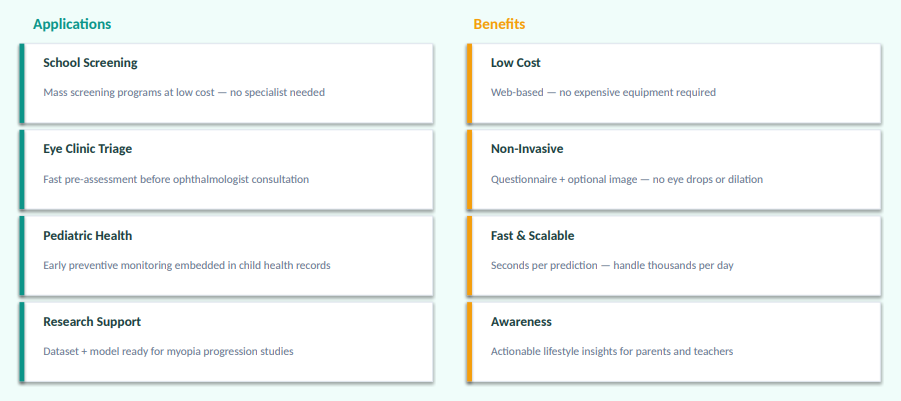 Applications
School Screening
Mass screening programs at low cost — no specialist needed
Eye Clinic Triage
Fast pre-assessment before ophthalmologist consultation
Pediatric Health
Early preventive monitoring embedded in child health records
Research Support
Dataset + model ready for myopia progression studies
Benefits
Low Cost
Web-based — no expensive equipment required
Non-Invasive
Questionnaire + optional image — no eye drops or dilation
Fast & Scalable
Seconds per prediction — handle thousands per day
Awareness
Actionable lifestyle insights for parents and teachers